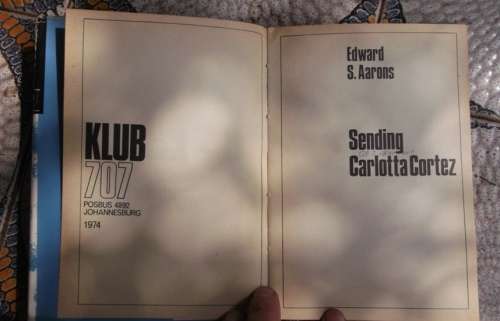 KLUB
707
POSBUS 4892
JOHANNESBURG
1974
Edward
S. Aarons
Sending
Carlotta Cortez